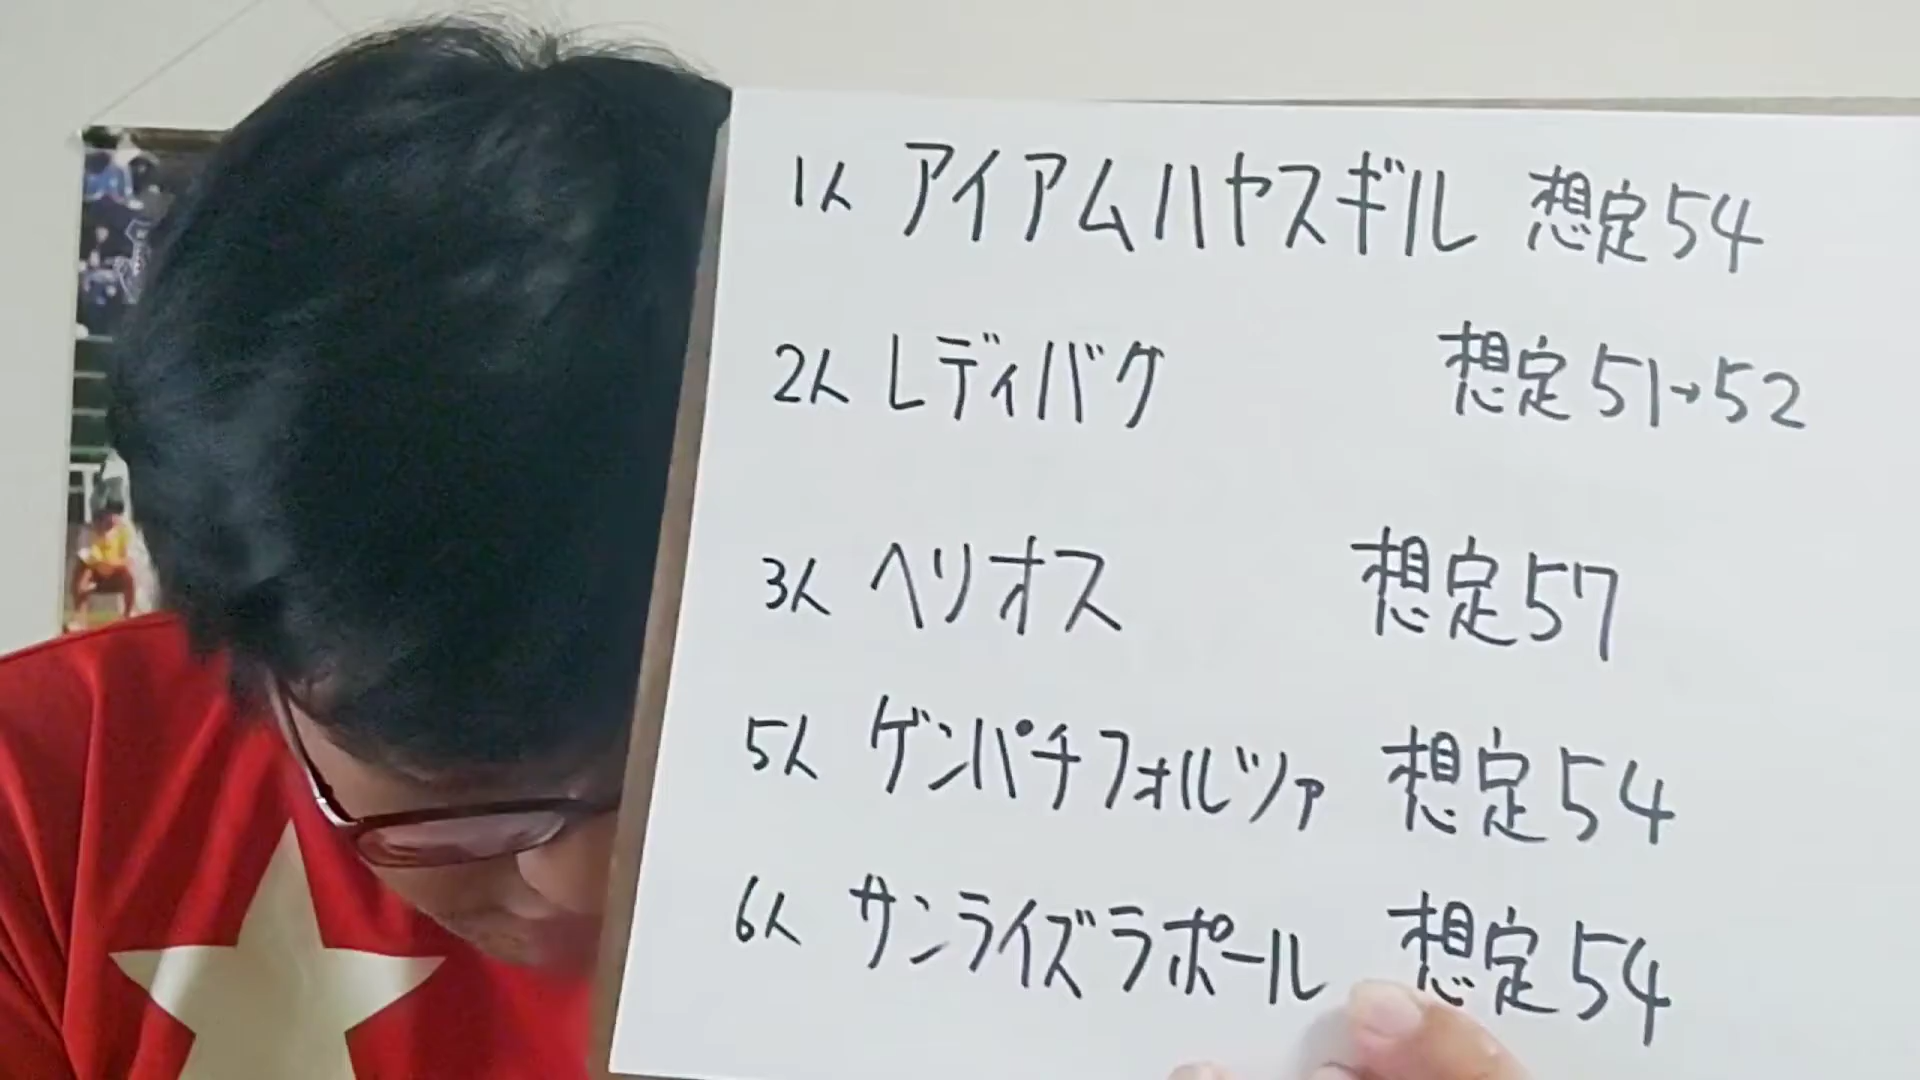 1人 アイアムハヤスギル 想定54
2人 レディバグ 想定51→52
3人 ヘリオス 想定57
5人 ゲンパチフォルツァ 想定54
6人 サンライズラポール 想定54